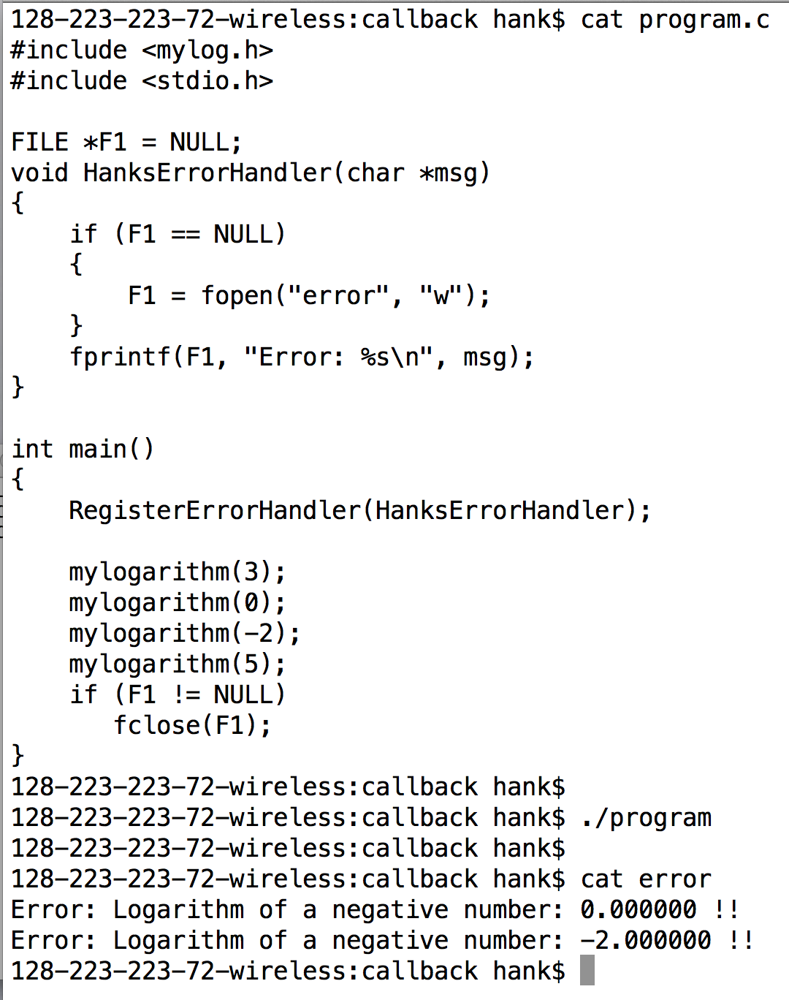 128-223-223-72-wireless:callback hank$ cat program.c
#include <mylog.h>
#include <stdio.h>

FILE *F1 = NULL;
void HanksErrorHandler(char *msg)
{
    if (F1 == NULL)
    {
        F1 = fopen("error", "w");
    }
    fprintf(F1, "Error: %s\n", msg);
}

int main()
{
    RegisterErrorHandler(HanksErrorHandler);

    mylogarithm(3);
    mylogarithm(0);
    mylogarithm(-2);
    mylogarithm(5);
    if (F1 != NULL)
       fclose(F1);
}
128-223-223-72-wireless:callback hank$
128-223-223-72-wireless:callback hank$ ./program
128-223-223-72-wireless:callback hank$
128-223-223-72-wireless:callback hank$ cat error
Error: Logarithm of a negative number: 0.000000 !!
Error: Logarithm of a negative number: -2.000000 !!
128-223-223-72-wireless:callback hank$